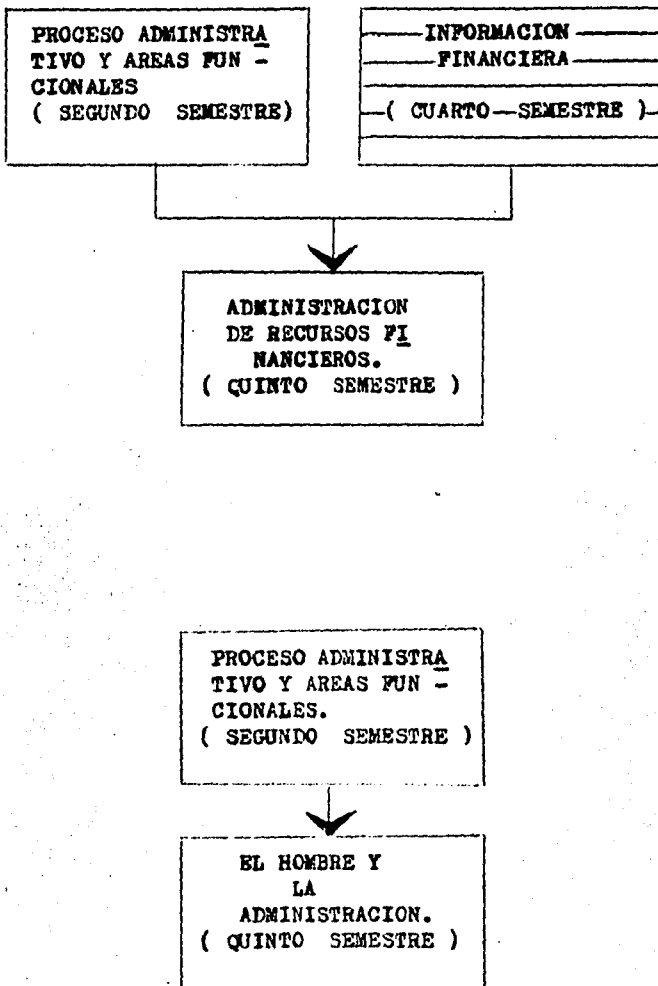 PROCESO ADMINISTRA
TIVO Y AREAS FUN -
CIONALES
( SEGUNDO SEMESTRE)
INFORMACION
FINANCIERA
( CUARTO SEMESTRE )
ADMINISTRACION
DE RECURSOS FI
NANCIEROS.
( QUINTO SEMESTRE )
PROCESO ADMINISTRA
TIVO Y AREAS FUN -
CIONALES.
( SEGUNDO SEMESTRE )
EL HOMBRE Y
LA
ADMINISTRACION.
( QUINTO SEMESTRE )